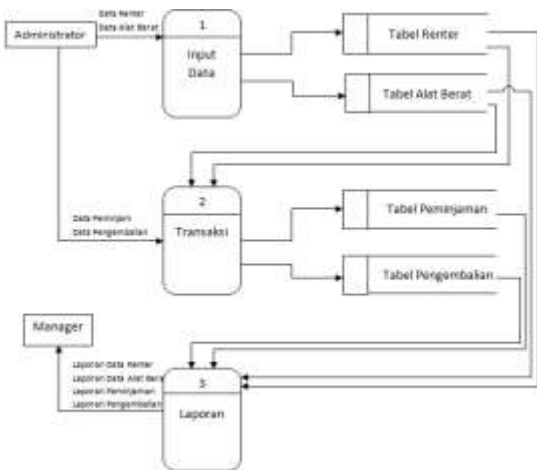 Data Renter
Data Alat Berat
Administrator
1
Input
Data
Tabel Renter
Tabel Alat Berat
2
Transaksi
Data Peminjam
Data Pengembalian
Tabel Peminjaman
Tabel Pengembalian
Manager
Laporan Data Renter
Laporan Data Alat Berat
Laporan Peminjaman
Laporan Pengembalian
3
Laporan